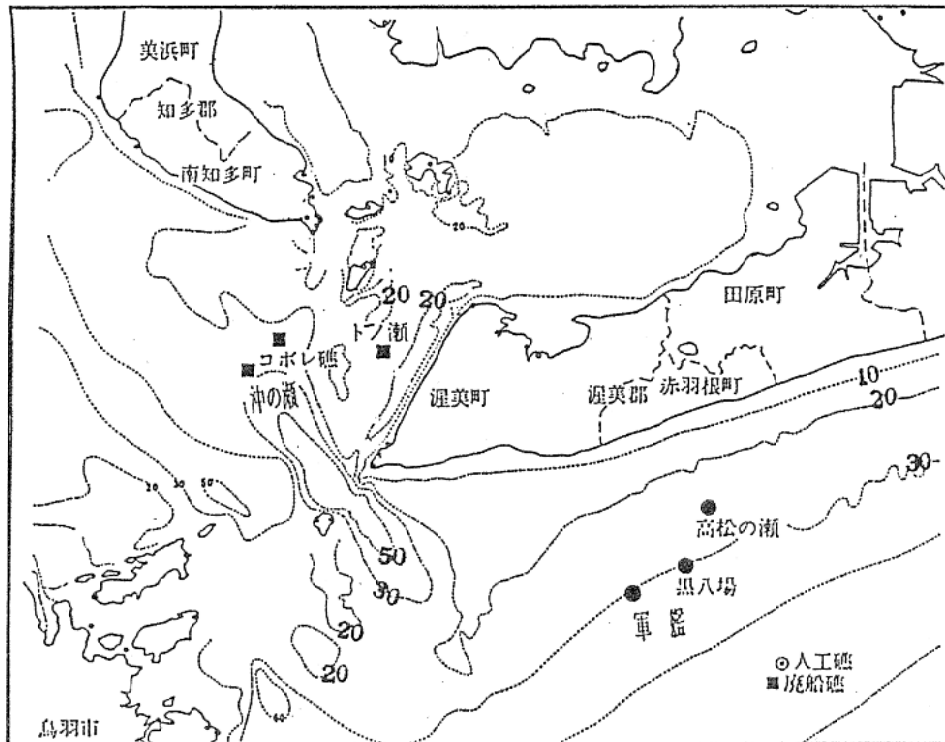 美浜町
知多郡
南知多町
20
田原町
20
20
トブ瀬
コボレ礁
沖の瀬
渥美町
渥美郡
赤羽根町
10
20
30
20
30
50
高松の瀬
黒八場
軍艦
50
30
20
20
40
鳥羽市
人工礁
廃船礁